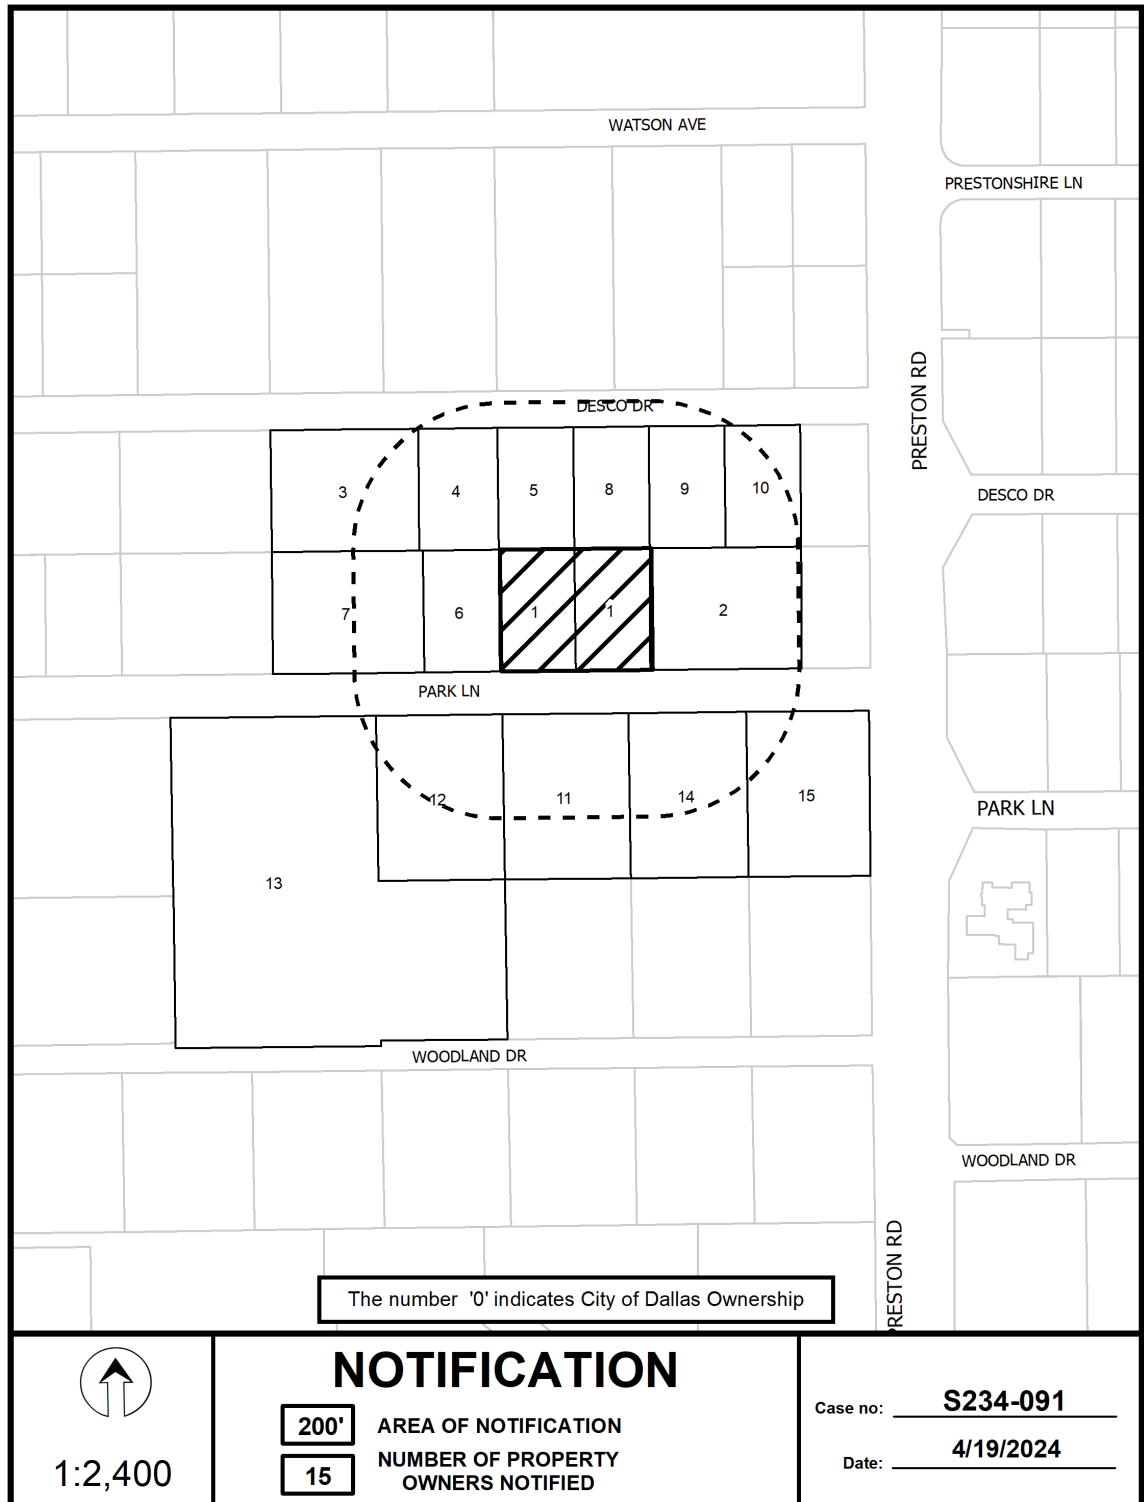 WATSON AVE
PRESTONSHIRE LN
PRESTON RD
DESCO DR
DESCO DR
3
4
5
8
9
10
7
6
1
1
2
PARK LN
12
11
14
15
PARK LN
13
WOODLAND DR
WOODLAND DR
PRESTON RD
The number '0' indicates City of Dallas Ownership
1:2,400
NOTIFICATION
200' AREA OF NOTIFICATION
15 NUMBER OF PROPERTY
OWNERS NOTIFIED
Case no: S234-091
Date: 4/19/2024